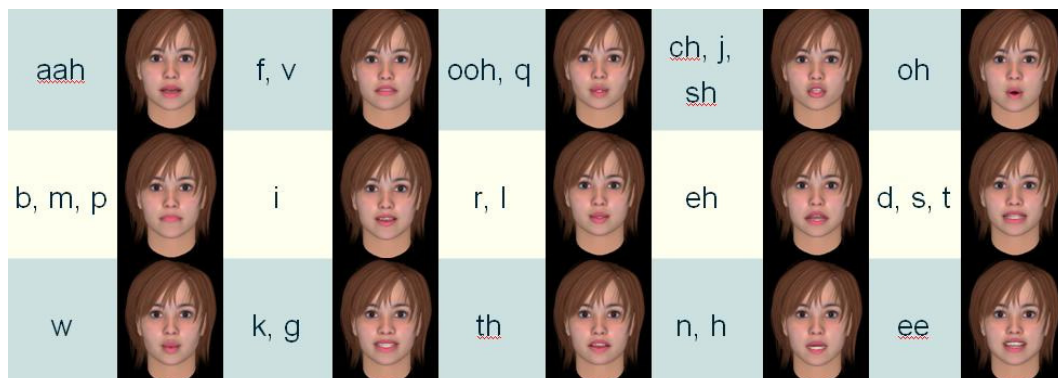 aah
f, v
ooh, q
ch, j,
sh
oh
b, m, p
i
r, l
eh
d, s, t
w
k, g
th
n, h
ee